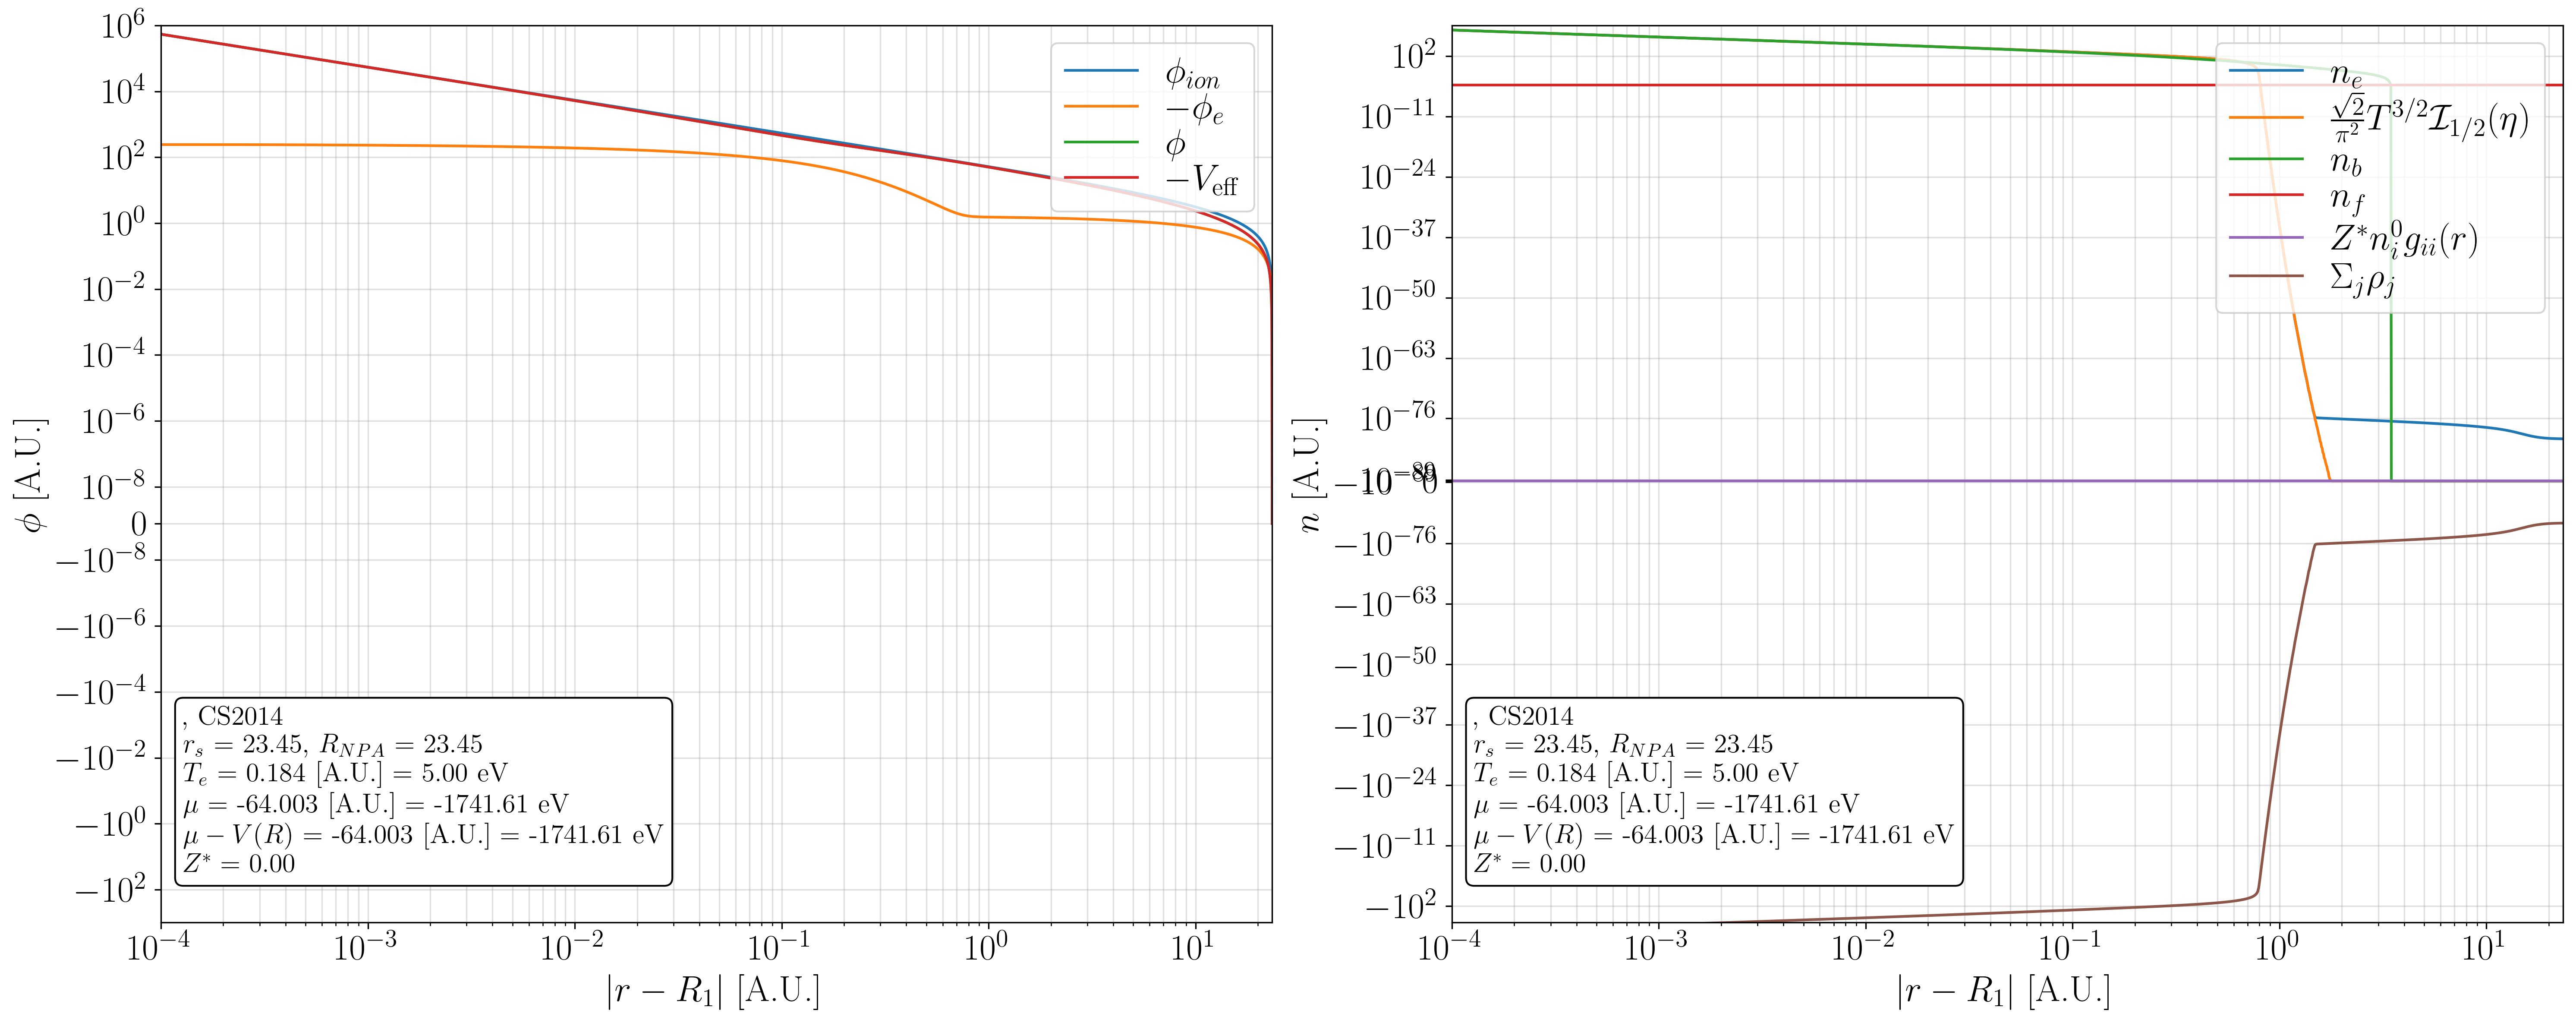 10^6
10^4
10^2
10^0
10^−2
10^−4
10^−6
10^−8
0
−10^−8
−10^−6
−10^−4
−10^−2
−10^0
−10^2
ϕ [A.U.]
10^−4 10^−3 10^−2 10^−1 10^0 10^1
|r − R_1| [A.U.]
ϕ_ion
−ϕ_e
ϕ
−V_eff
, CS2014
r_s = 23.45, R_NPA = 23.45
T_e = 0.184 [A.U.] = 5.00 eV
μ = -64.003 [A.U.] = -1741.61 eV
μ − V(R) = -64.003 [A.U.] = -1741.61 eV
Z* = 0.00
10^2
10^−11
10^−24
10^−37
10^−50
10^−63
10^−76
0
−10^−76
−10^−63
−10^−50
−10^−37
−10^−24
−10^−11
−10^2
n [A.U.]
10^−4 10^−3 10^−2 10^−1 10^0 10^1
|r − R_1| [A.U.]
n_e
√2/π^2 T^3/2 I_1/2(η)
n_b
n_f
Z*n_i^0 g_ii(r)
Σ_j ρ_j
, CS2014
r_s = 23.45, R_NPA = 23.45
T_e = 0.184 [A.U.] = 5.00 eV
μ = -64.003 [A.U.] = -1741.61 eV
μ − V(R) = -64.003 [A.U.] = -1741.61 eV
Z* = 0.00